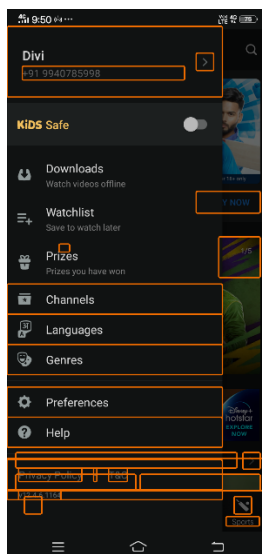 9:50
Divi
+91 9940785998
KiDS Safe
Downloads
Watch videos offline
Watchlist
Save to watch later
Y NOW
Prizes
Prizes you have won
1/5
Channels
Languages
Genres
Preferences
Disney+
hotstar
EXPLORE
NOW
Help
Privacy Policy
T&C
Sports